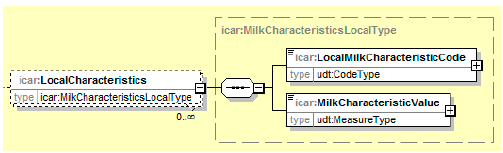 icar:MilkCharacteristicsLocalType
icar:LocalMilkCharacteristicCode
type udt:CodeType
icar:LocalCharacteristics
type icar:MilkCharacteristicsLocalType
0..∞
icar:MilkCharacteristicValue
type udt:MeasureType